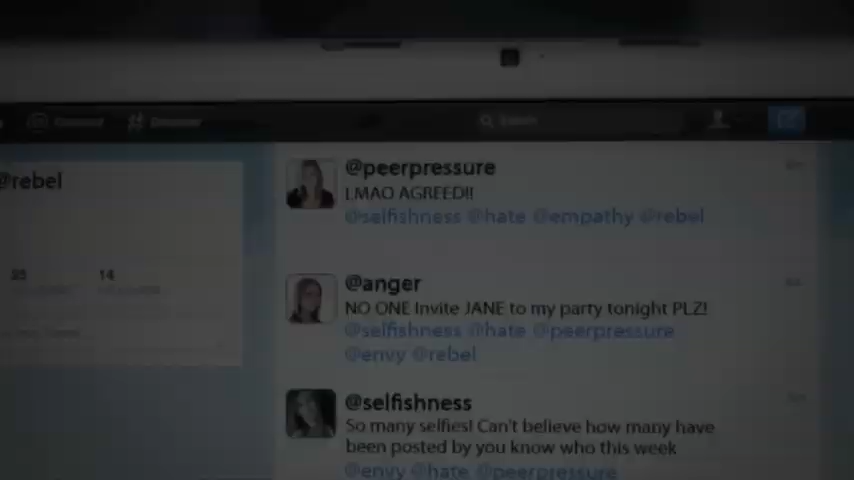 @rebel
14
@peerpressure
LMAO AGREED!!
@selfishness @hate @empathy @rebel
@anger
NO ONE Invite JANE to my party tonight PLZ!
@selfishness @hate @peerpressure
@envy @rebel
@selfishness
So many selfies! Can't believe how many have
been posted by you know who this week
@envy @hate @peerpressure